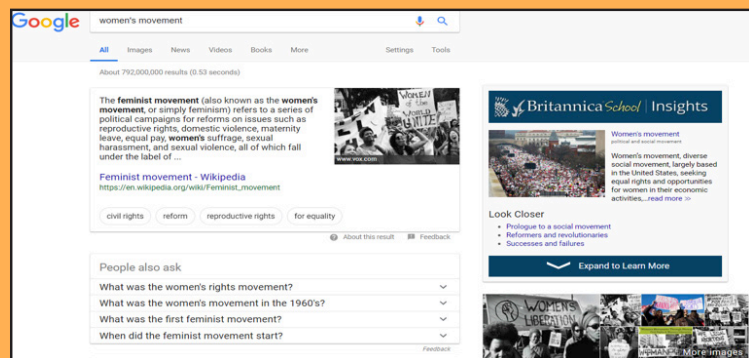 Google
women's movement
All Images News Videos Books More Settings Tools
About 792,000,000 results (0.53 seconds)
The feminist movement (also known as the women's
movement, or simply feminism) refers to a series of
political campaigns for reforms on issues such as
reproductive rights, domestic violence, maternity
leave, equal pay, women's suffrage, sexual
harassment, and sexual violence, all of which fall
under the label of ...
WOMEN
of the
WORLD
UNITE!
www.vox.com
Feminist movement - Wikipedia
https://en.wikipedia.org/wiki/Feminist_movement
civil rights reform reproductive rights for equality
About this result Feedback
People also ask
What was the women's rights movement?
What was the women's movement in the 1960's?
What was the first feminist movement?
When did the feminist movement start?
Feedback
Britannica School | Insights
Women's movement
political and social movement
Women's movement, diverse
social movement, largely based
in the United States, seeking
equal rights and opportunities
for women in their economic
activities,...read more >>
Look Closer
• Prologue to a social movement
• Reformers and revolutionaries
• Successes and failures
Expand to Learn More
WOMEN'S
LIBERATION
More images